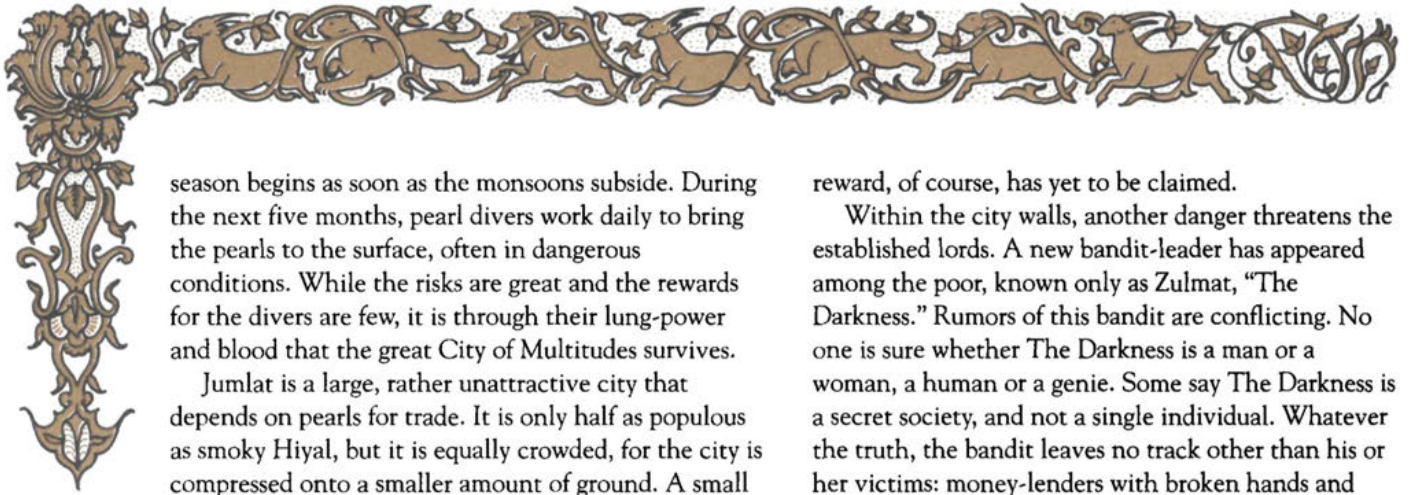 season begins as soon as the monsoons subside. During
the next five months, pearl divers work daily to bring
the pearls to the surface, often in dangerous
conditions. While the risks are great and the rewards
for the divers are few, it is through their lung-power
and blood that the great City of Multitudes survives.
Jumlat is a large, rather unattractive city that
depends on pearls for trade. It is only half as populous
as smoky Hiyal, but it is equally crowded, for the city is
compressed onto a smaller amount of ground. A small
reward, of course, has yet to be claimed.
Within the city walls, another danger threatens the
established lords. A new bandit-leader has appeared
among the poor, known only as Zulmat, “The
Darkness.” Rumors of this bandit are conflicting. No
one is sure whether The Darkness is a man or a
woman, a human or a genie. Some say The Darkness is
a secret society, and not a single individual. Whatever
the truth, the bandit leaves no track other than his or
her victims: money-lenders with broken hands and